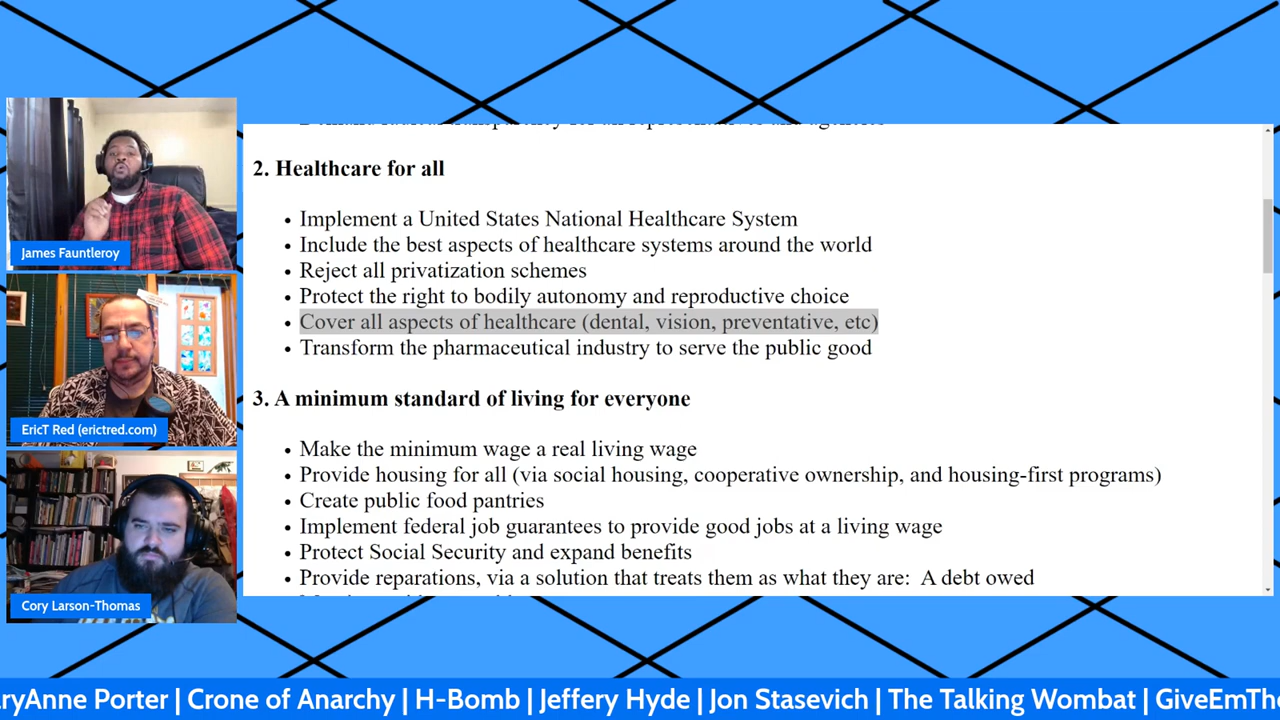 2. Healthcare for all
Implement a United States National Healthcare System
Include the best aspects of healthcare systems around the world
Reject all privatization schemes
Protect the right to bodily autonomy and reproductive choice
Cover all aspects of healthcare (dental, vision, preventative, etc)
Transform the pharmaceutical industry to serve the public good
3. A minimum standard of living for everyone
Make the minimum wage a real living wage
Provide housing for all (via social housing, cooperative ownership, and housing-first programs)
Create public food pantries
Implement federal job guarantees to provide good jobs at a living wage
Protect Social Security and expand benefits
Provide reparations, via a solution that treats them as what they are: A debt owed
James Fauntleroy
EricT Red (erictred.com)
Cory Larson-Thomas
ryAnne Porter | Crone of Anarchy | H-Bomb | Jeffery Hyde | Jon Stasevich | The Talking Wombat | GiveEmTh